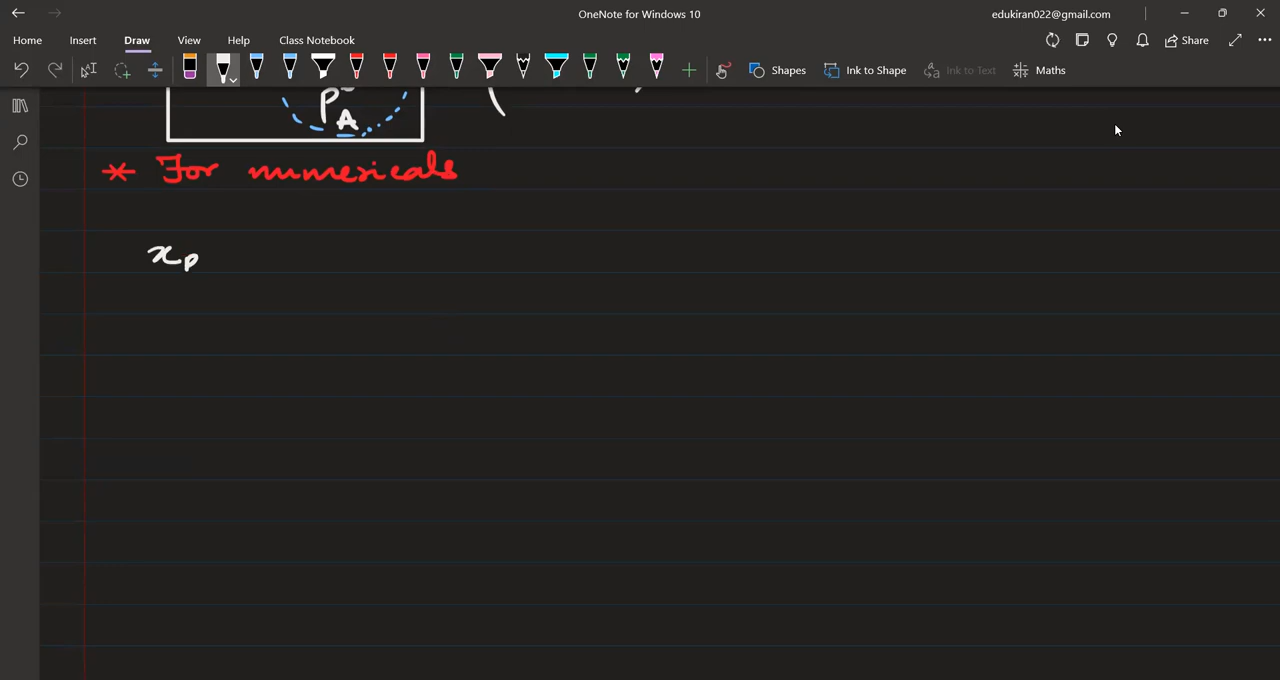 OneNote for Windows 10
edukiran022@gmail.com
Home Insert Draw View Help Class Notebook
Share
Shapes Ink to Shape Ink to Text Maths
A
* For numericals
x_p